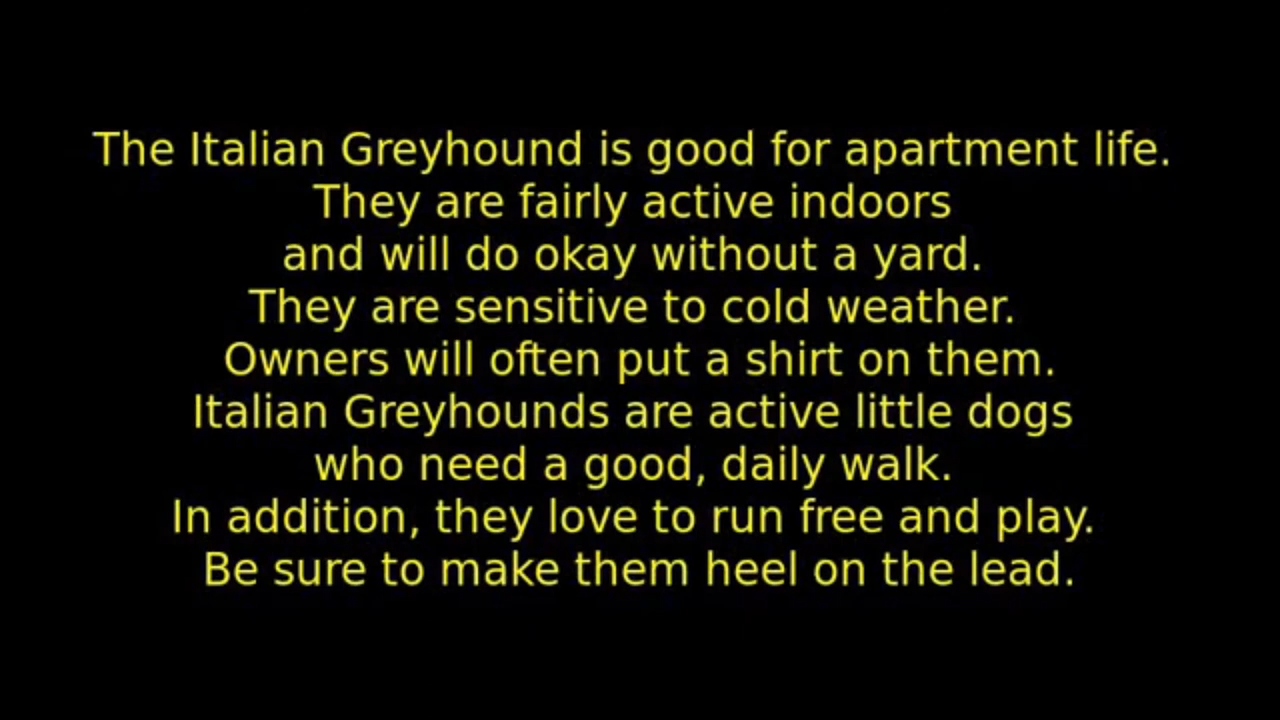 The Italian Greyhound is good for apartment life.
They are fairly active indoors
and will do okay without a yard.
They are sensitive to cold weather.
Owners will often put a shirt on them.
Italian Greyhounds are active little dogs
who need a good, daily walk.
In addition, they love to run free and play.
Be sure to make them heel on the lead.